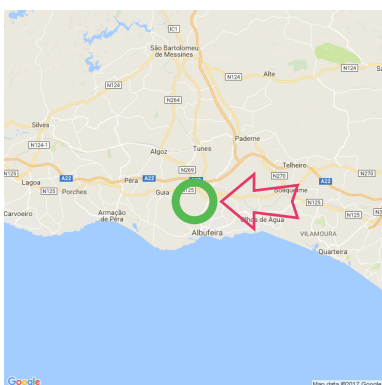 IC1
São Bartolomeu
de Messines
N124
N124
Alte
N124
N264
Silves
N124-1
Paderne
Algoz
Tunes
N269
Telheiro
N125
A22
A22
N270
N270
Lagoa
Porches
Pêra
Guia
N125
Boliqueime
A22
N125
N125
Carvoeiro
Armação
de Pêra
Olhos de Água
Albufeira
VILAMOURA
Quarteira
Google
Map data ©2017 Google